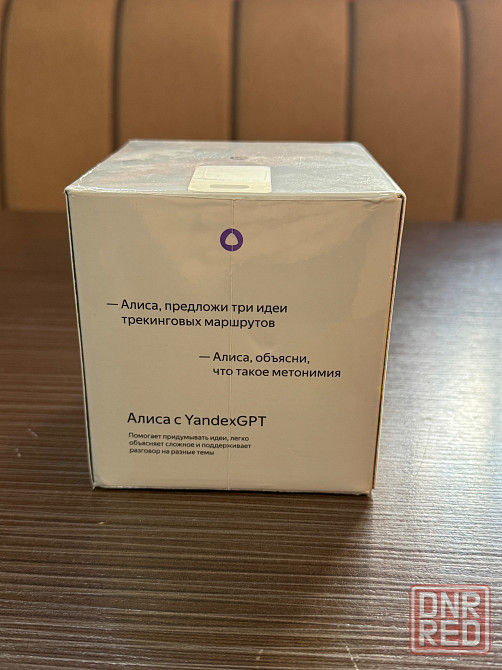 — Алиса, предложи три идеи
трекинговых маршрутов
— Алиса, объясни,
что такое метонимия
Алиса с YandexGPT
Помогает придумывать идеи, легко
объясняет сложное и поддерживает
разговор на разные темы
DNR
RED